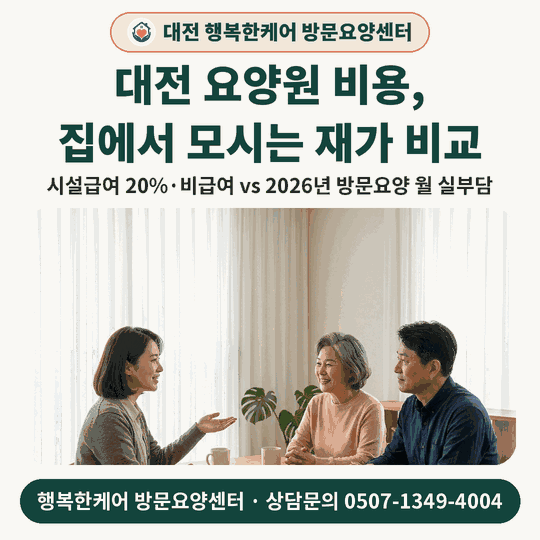 대전 행복한케어 방문요양센터
대전 요양원 비용,
집에서 모시는 재가 비교
시설급여 20%·비급여 vs 2026년 방문요양 월 실부담
행복한케어 방문요양센터 · 상담문의 0507-1349-4004